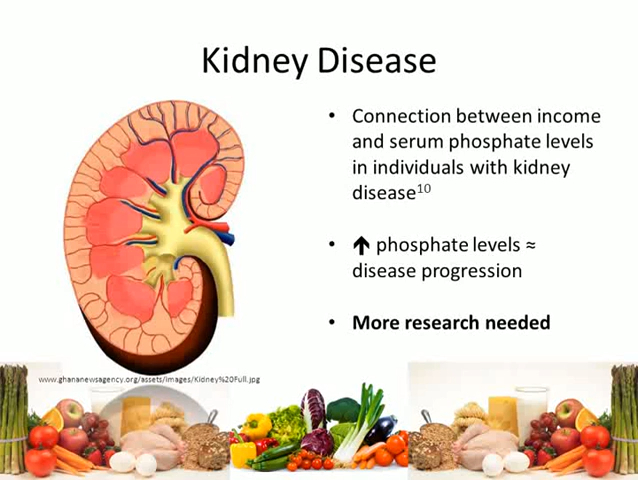 Kidney Disease
• Connection between income
and serum phosphate levels
in individuals with kidney
disease¹⁰
• ⬆ phosphate levels ≈
disease progression
• More research needed
www.ghananewsagency.org/assets/images/Kidney%20Full.jpg